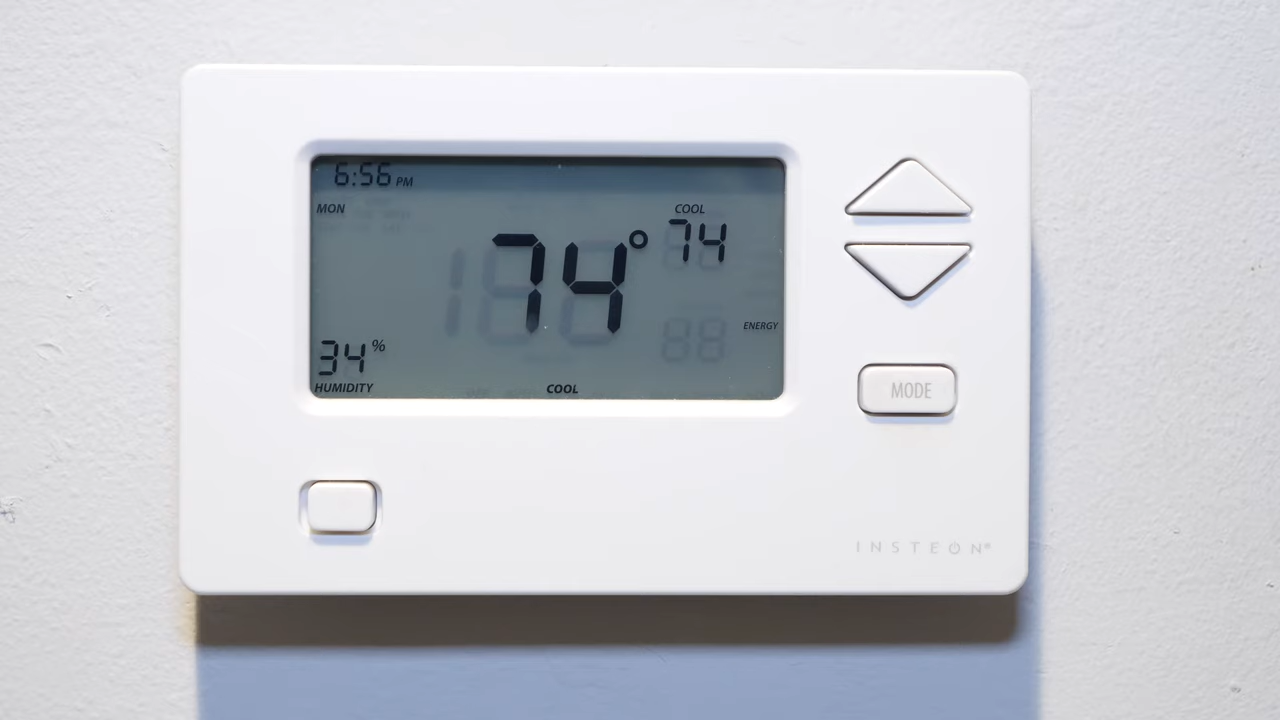 6:56 PM
MON
COOL
74
74°
ENERGY
34%
HUMIDITY
COOL
MODE
INSTEON®